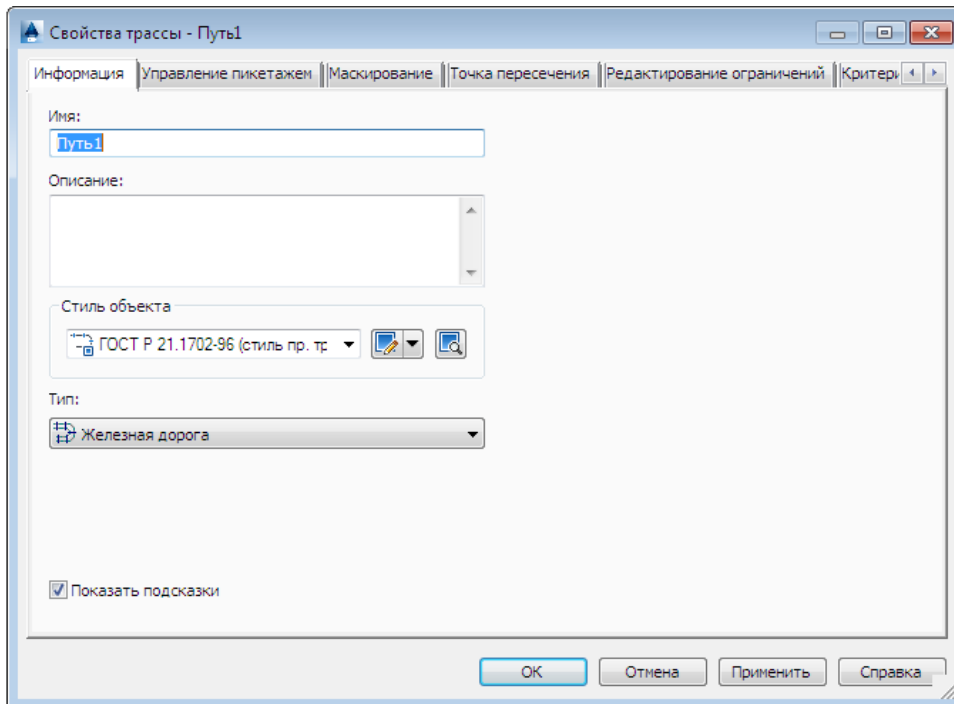 Свойства трассы - Путь1
Информация Управление пикетажем Маскирование Точка пересечения Редактирование ограничений Критери
Имя:
Путь1
Описание:
Стиль объекта
ГОСТ Р 21.1702-96 (стиль пр. тр
Тип:
Железная дорога
Показать подсказки
ОК Отмена Применить Справка